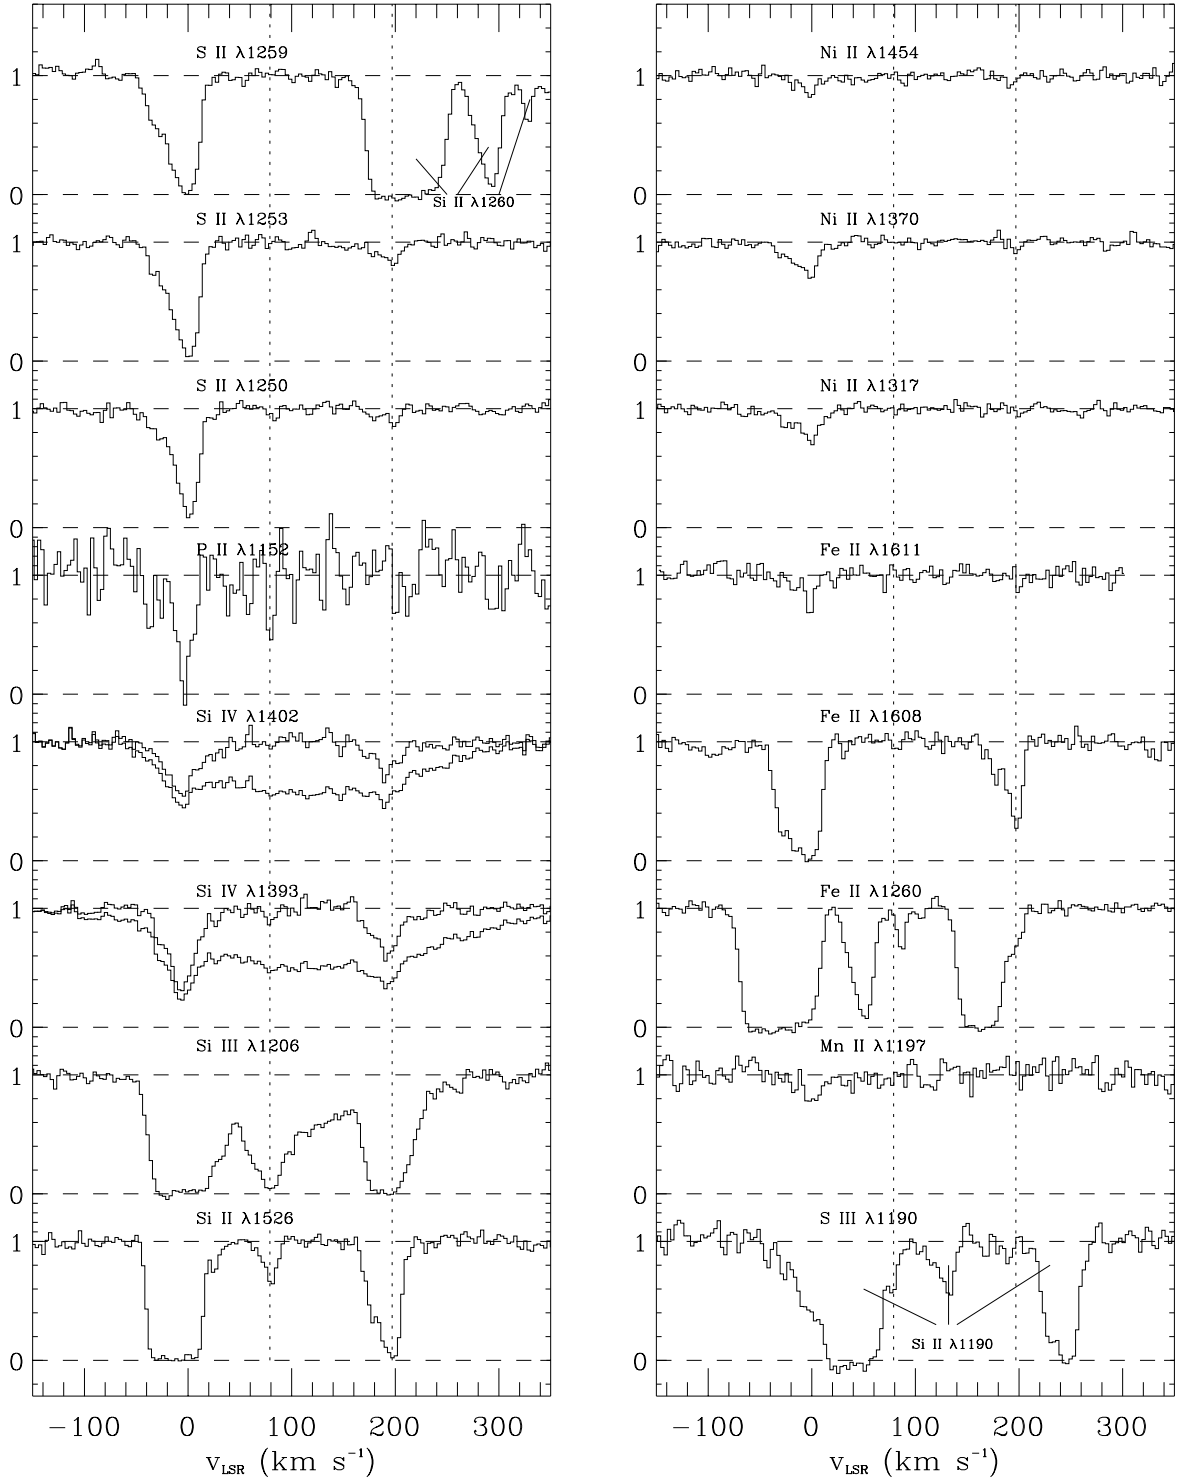 S II λ1259
1
0
Si II λ1260
S II λ1253
1
0
S II λ1250
1
0
P II λ1152
1
0
Si IV λ1402
1
0
Si IV λ1393
1
0
Si III λ1206
1
0
Si II λ1526
1
0
−100 0 100 200 300
vLSR (km s−1)
Ni II λ1454
1
0
Ni II λ1370
1
0
Ni II λ1317
1
0
Fe II λ1611
1
0
Fe II λ1608
1
0
Fe II λ1260
1
0
Mn II λ1197
1
0
S III λ1190
1
Si II λ1190
0
−100 0 100 200 300
vLSR (km s−1)